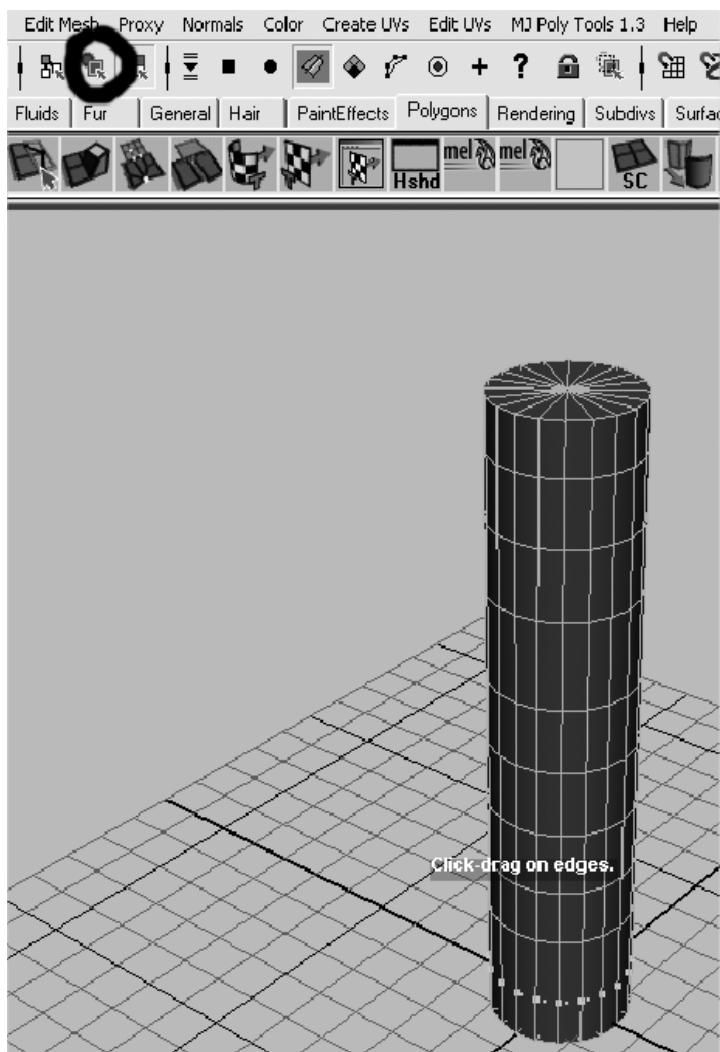 Edit Mesh Proxy Normals Color Create UVs Edit UVs MJ Poly Tools 1.3 Help
?
Fluids Fur General Hair PaintEffects Polygons Rendering Subdivs Surfac
Hshd mel mel SC
Click-drag on edges.